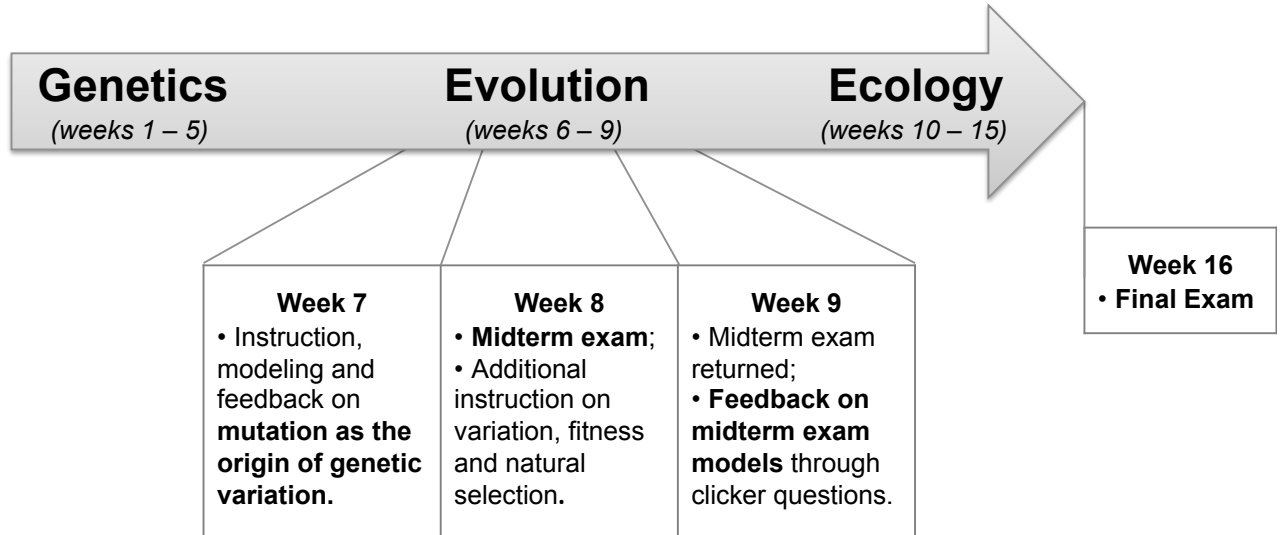 Genetics
(weeks 1 – 5)
Evolution
(weeks 6 – 9)
Ecology
(weeks 10 – 15)
Week 7
• Instruction,
modeling and
feedback on
mutation as the
origin of genetic
variation.
Week 8
• Midterm exam;
• Additional
instruction on
variation, fitness
and natural
selection.
Week 9
• Midterm exam
returned;
• Feedback on
midterm exam
models through
clicker questions.
Week 16
• Final Exam